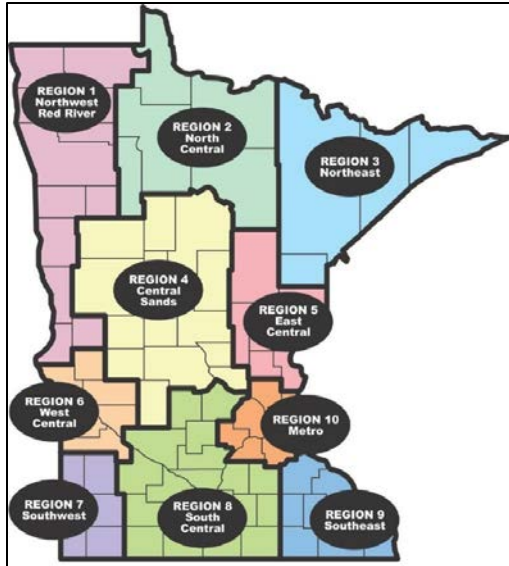 REGION 1
Northwest
Red River
REGION 2
North
Central
REGION 3
Northeast
REGION 4
Central
Sands
REGION 5
East
Central
REGION 6
West
Central
REGION 10
Metro
REGION 7
Southwest
REGION 8
South
Central
REGION 9
Southeast